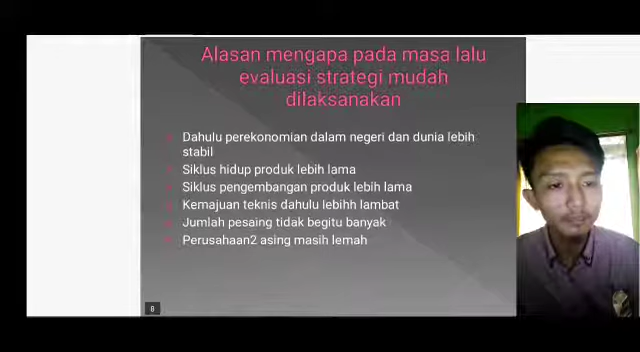 Alasan mengapa pada masa lalu
evaluasi strategi mudah
dilaksanakan
Dahulu perekonomian dalam negeri dan dunia lebih
stabil
Siklus hidup produk lebih lama
Siklus pengembangan produk lebih lama
Kemajuan teknis dahulu lebihh lambat
Jumlah pesaing tidak begitu banyak
Perusahaan2 asing masih lemah
8